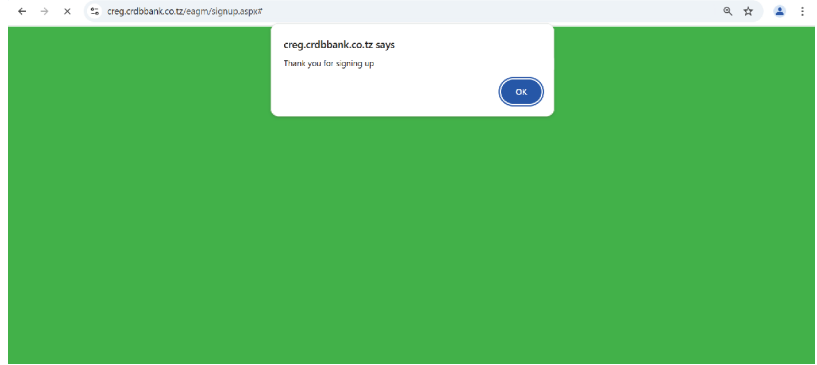 creg.crdbbank.co.tz/eagm/signup.aspx#
creg.crdbbank.co.tz says
Thank you for signing up
OK